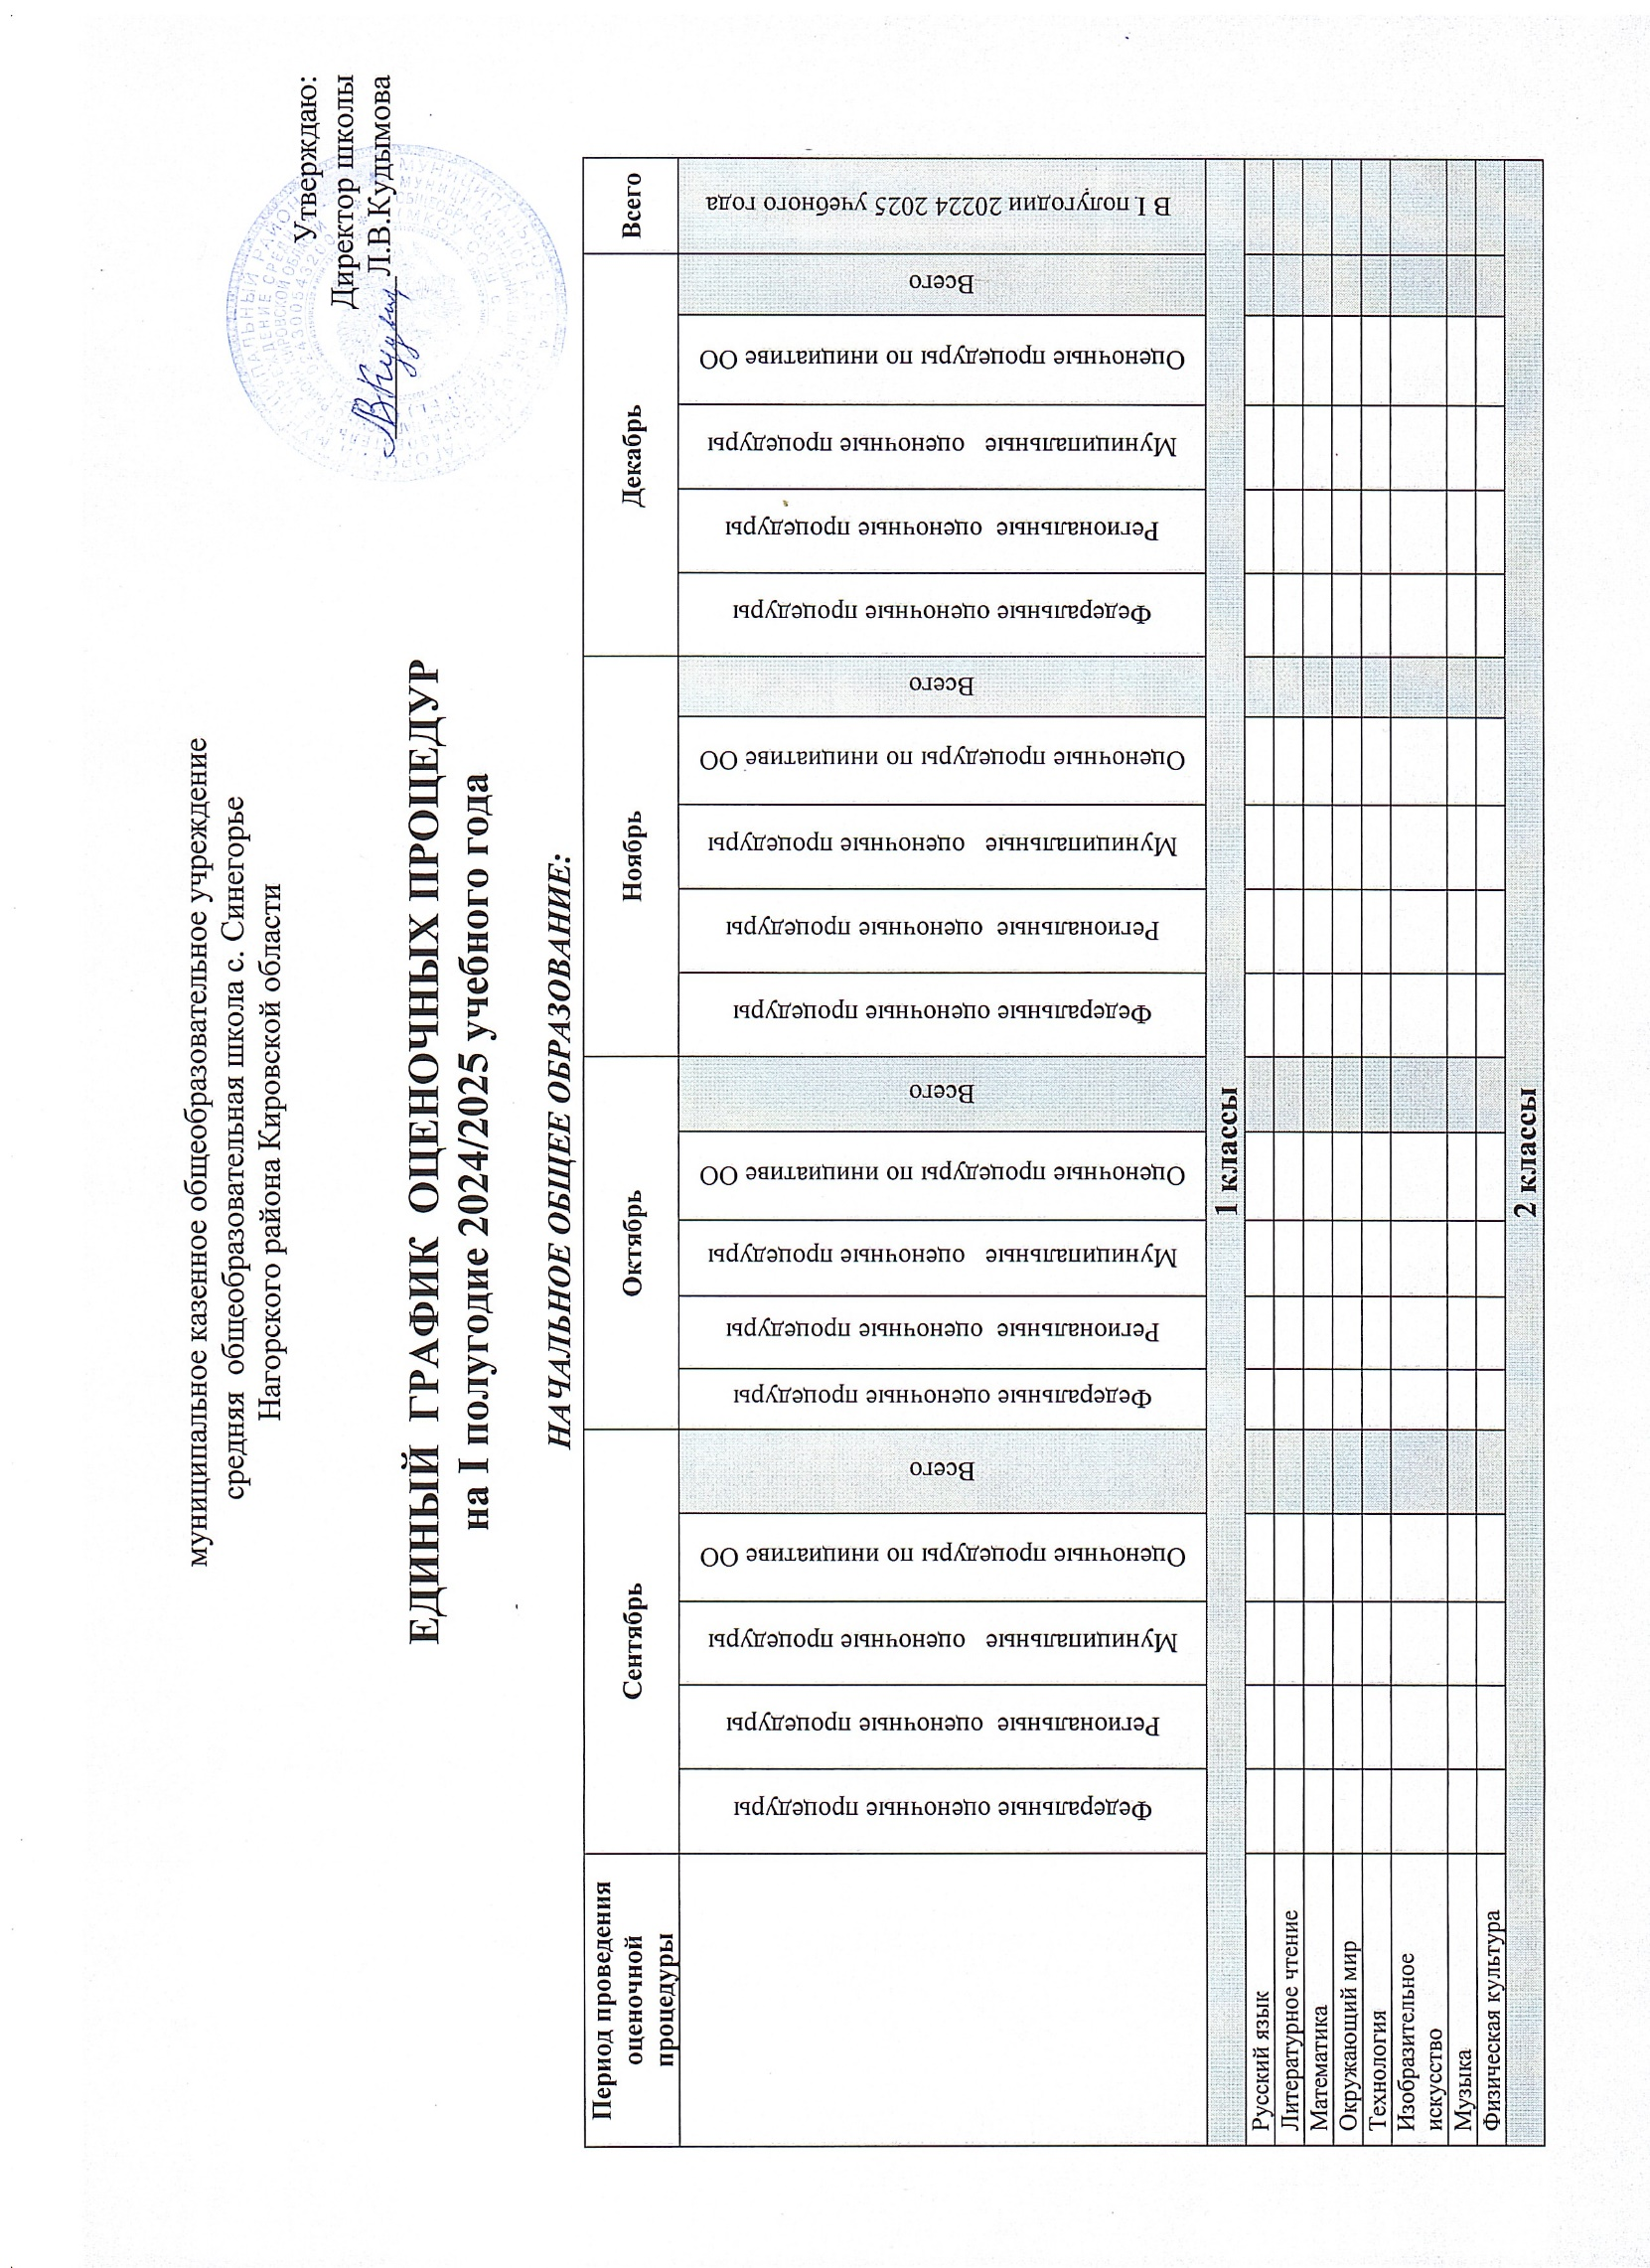 муниципальное казенное общеобразовательное учреждение
средняя общеобразовательная школа с. Синегорье
Нагорского района Кировской области
Утверждаю:
Директор школы
Л.В.Кудымова
ЕДИНЫЙ ГРАФИК ОЦЕНОЧНЫХ ПРОЦЕДУР
на I полугодие 2024/2025 учебного года
НАЧАЛЬНОЕ ОБЩЕЕ ОБРАЗОВАНИЕ:
Период проведения
оценочной
процедуры
Сентябрь
Октябрь
Ноябрь
Декабрь
Всего
Федеральные оценочные процедуры
Региональные оценочные процедуры
Муниципальные оценочные процедуры
Оценочные процедуры по инициативе ОО
Всего
Федеральные оценочные процедуры
Региональные оценочные процедуры
Муниципальные оценочные процедуры
Оценочные процедуры по инициативе ОО
Всего
Федеральные оценочные процедуры
Региональные оценочные процедуры
Муниципальные оценочные процедуры
Оценочные процедуры по инициативе ОО
Всего
Федеральные оценочные процедуры
Региональные оценочные процедуры
Муниципальные оценочные процедуры
Оценочные процедуры по инициативе ОО
Всего
В I полугодии 20224 2025 учебного года
1 классы
Русский язык
Литературное чтение
Математика
Окружающий мир
Технология
Изобразительное
искусство
Музыка
Физическая культура
2 классы